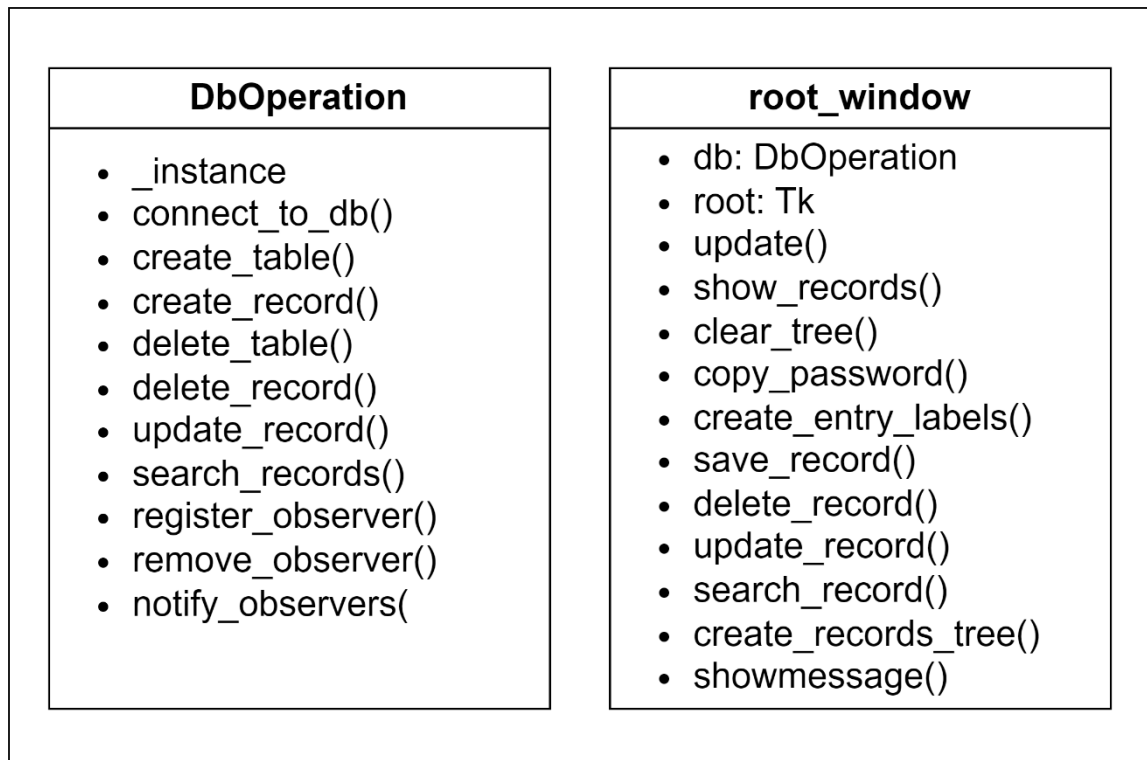 DbOperation
• _instance
• connect_to_db()
• create_table()
• create_record()
• delete_table()
• delete_record()
• update_record()
• search_records()
• register_observer()
• remove_observer()
• notify_observers(
root_window
• db: DbOperation
• root: Tk
• update()
• show_records()
• clear_tree()
• copy_password()
• create_entry_labels()
• save_record()
• delete_record()
• update_record()
• search_record()
• create_records_tree()
• showmessage()